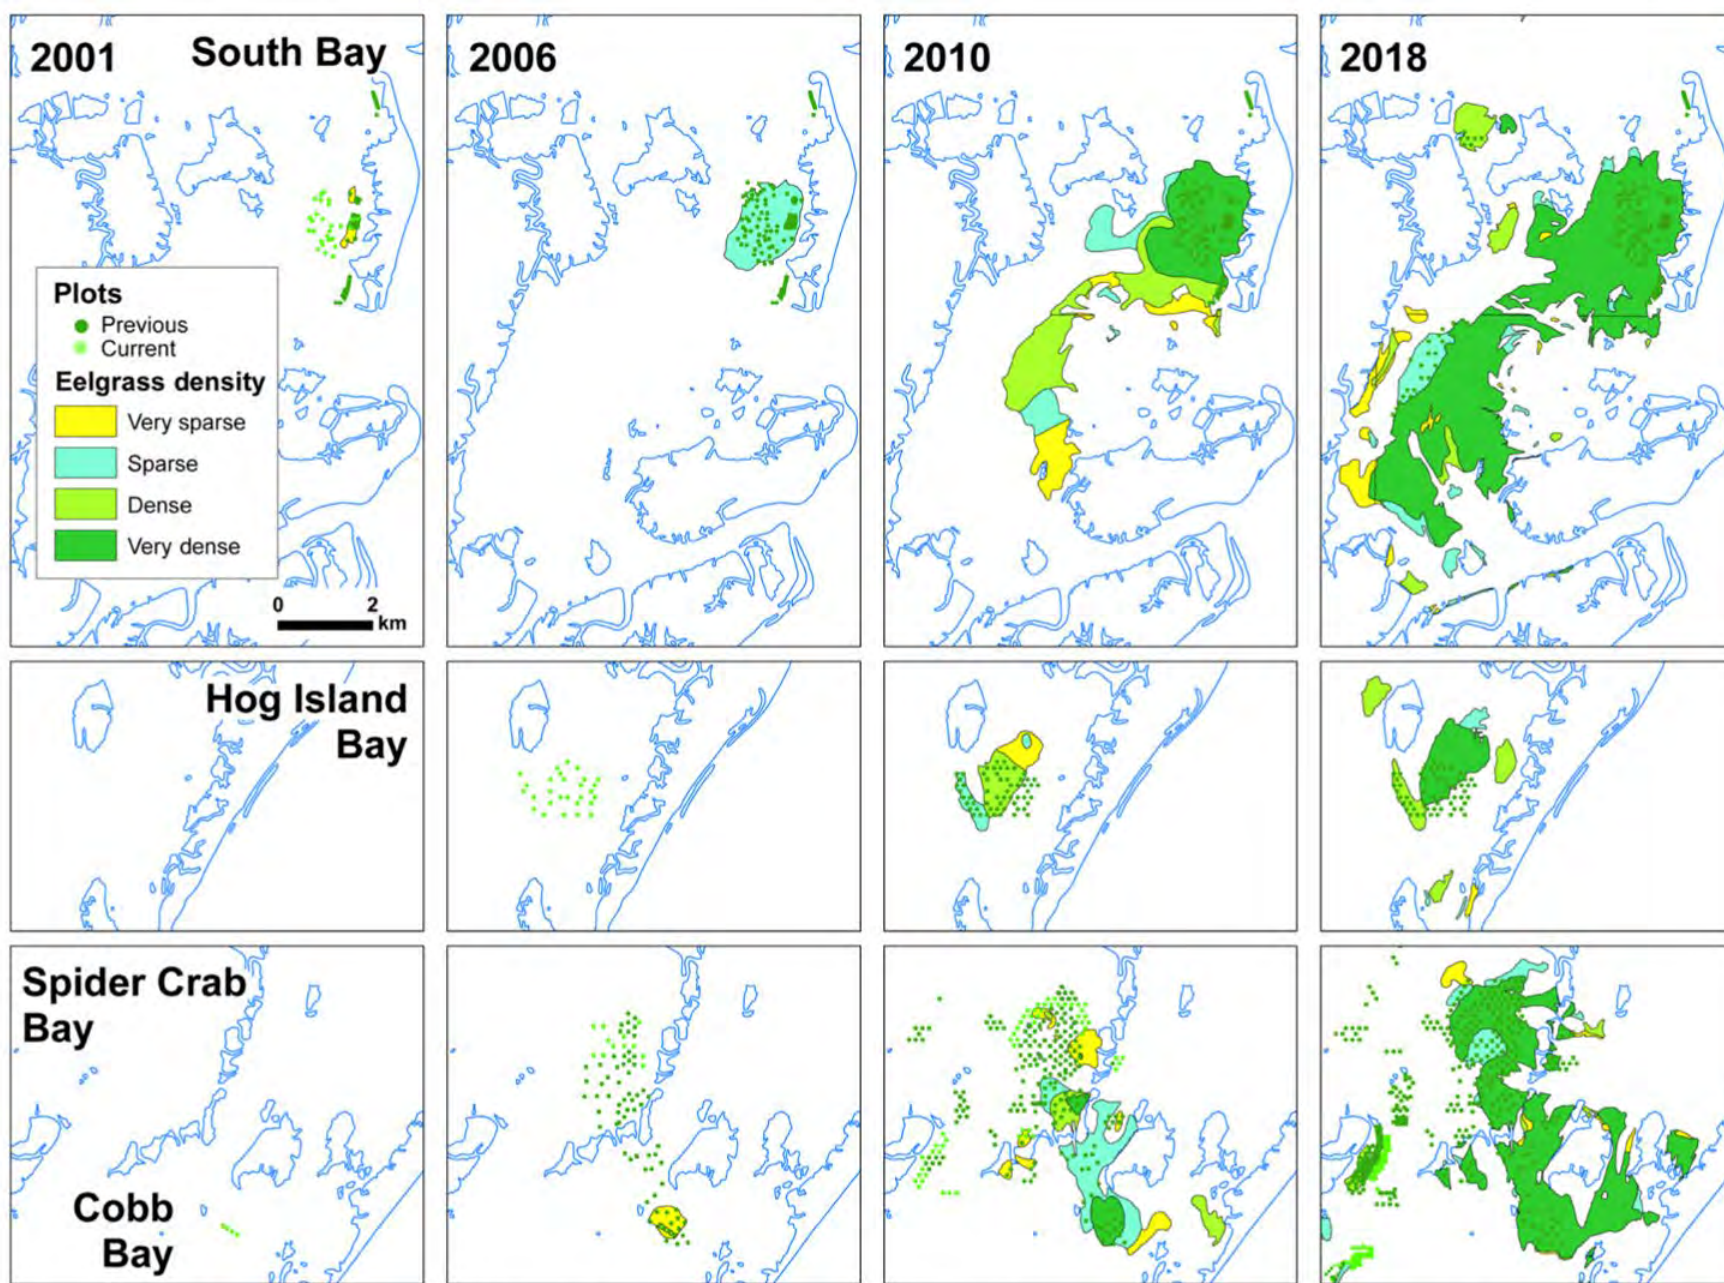 2001
South Bay
2006
2010
2018
Plots
Previous
Current
Eelgrass density
Very sparse
Sparse
Dense
Very dense
0
2
km
Hog Island
Bay
Spider Crab
Bay
Cobb
Bay